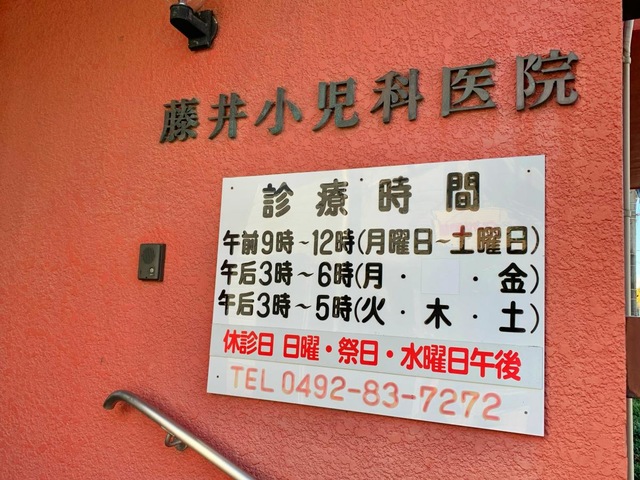 藤井小児科医院
診療時間
午前9時~12時(月曜日~土曜日)
午后3時~6時(月・ ・金)
午后3時~5時(火・木・土)
休診日 日曜・祭日・水曜日午後
TEL 0492-83-7272